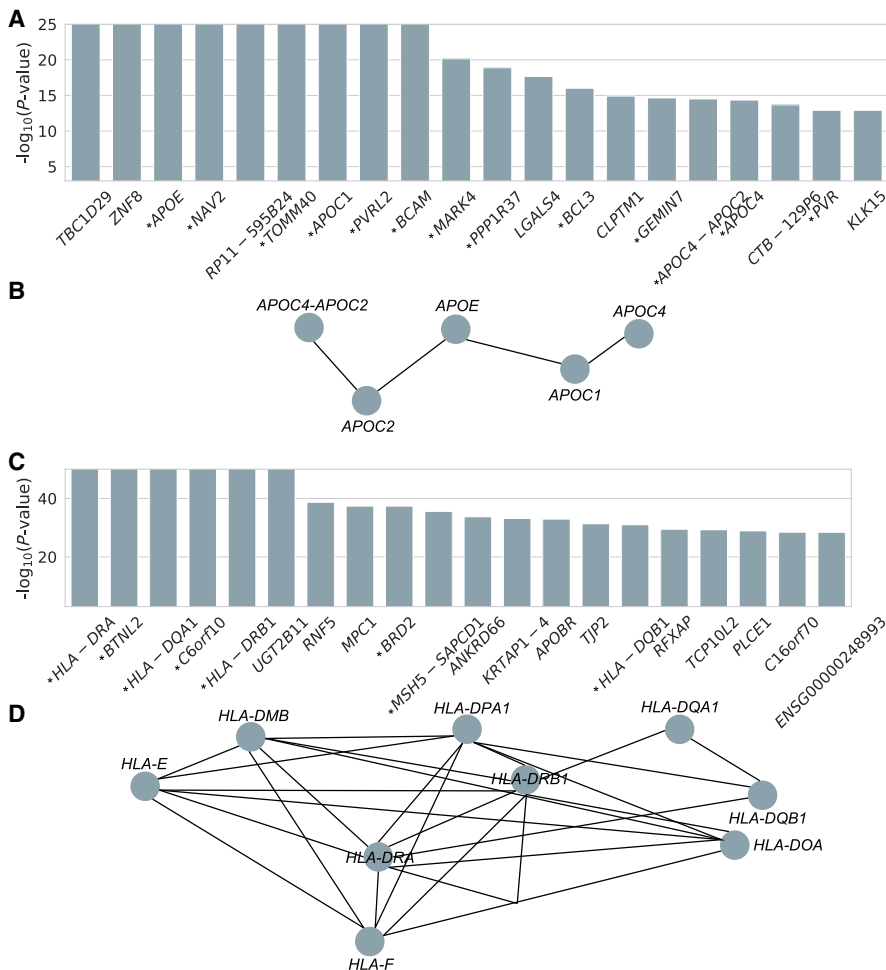 A
-log10(P-value)
25
20
15
10
5
TBC1D29
ZNF8
*APOE
*NAV2
RP11 − 595B24
*TOMM40
*APOC1
*PVRL2
*BCAM
*MARK4
*PPP1R37
LGALS4
*BCL3
CLPTM1
*GEMIN7
*APOC4 − APOC2
*APOC4
CTB − 129P6
*PVR
KLK15
B
APOC4-APOC2
APOE
APOC4
APOC2
APOC1
C
-log10(P-value)
40
20
*HLA − DRA
*BTNL2
*HLA − DQA1
*C6orf10
*HLA − DRB1
UGT2B11
RNF5
MPC1
*BRD2
*MSH5 − SAPCD1
ANKRD66
KRTAP1 − 4
APOBR
TJP2
*HLA − DQB1
RFXAP
TCP10L2
PLCE1
C16orf70
ENSG00000248993
D
HLA-DMB
HLA-DPA1
HLA-DQA1
HLA-E
HLA-DRB1
HLA-DQB1
HLA-DOA
HLA-DRA
HLA-F